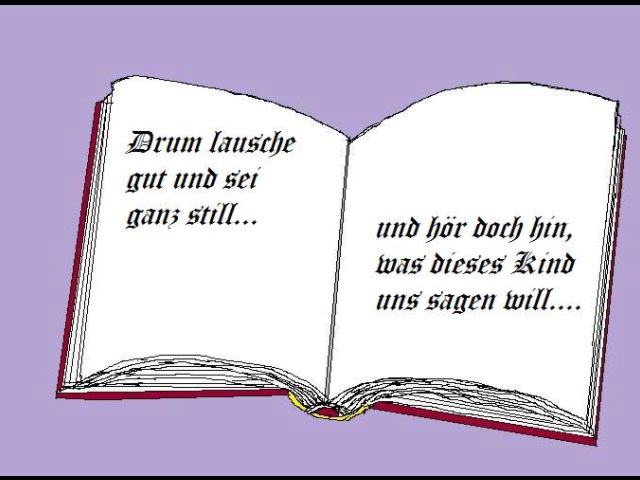 Drum lausche
gut und sei
ganz still...
und hör doch hin,
was dieses Kind
uns sagen will....